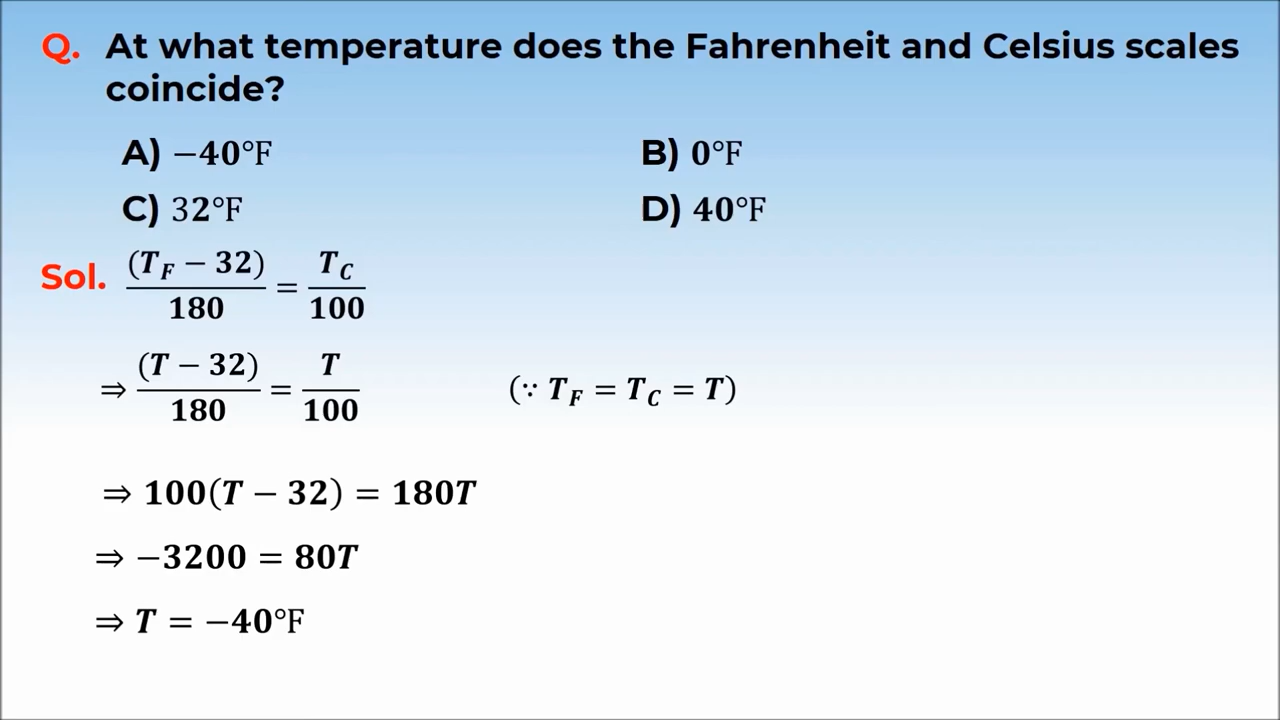 Q. At what temperature does the Fahrenheit and Celsius scales
coincide?
A) −40°F B) 0°F
C) 32°F D) 40°F
Sol. (T_F − 32)/180 = T_C/100
⇒ (T − 32)/180 = T/100 (∵ T_F = T_C = T)
⇒ 100(T − 32) = 180T
⇒ −3200 = 80T
⇒ T = −40°F